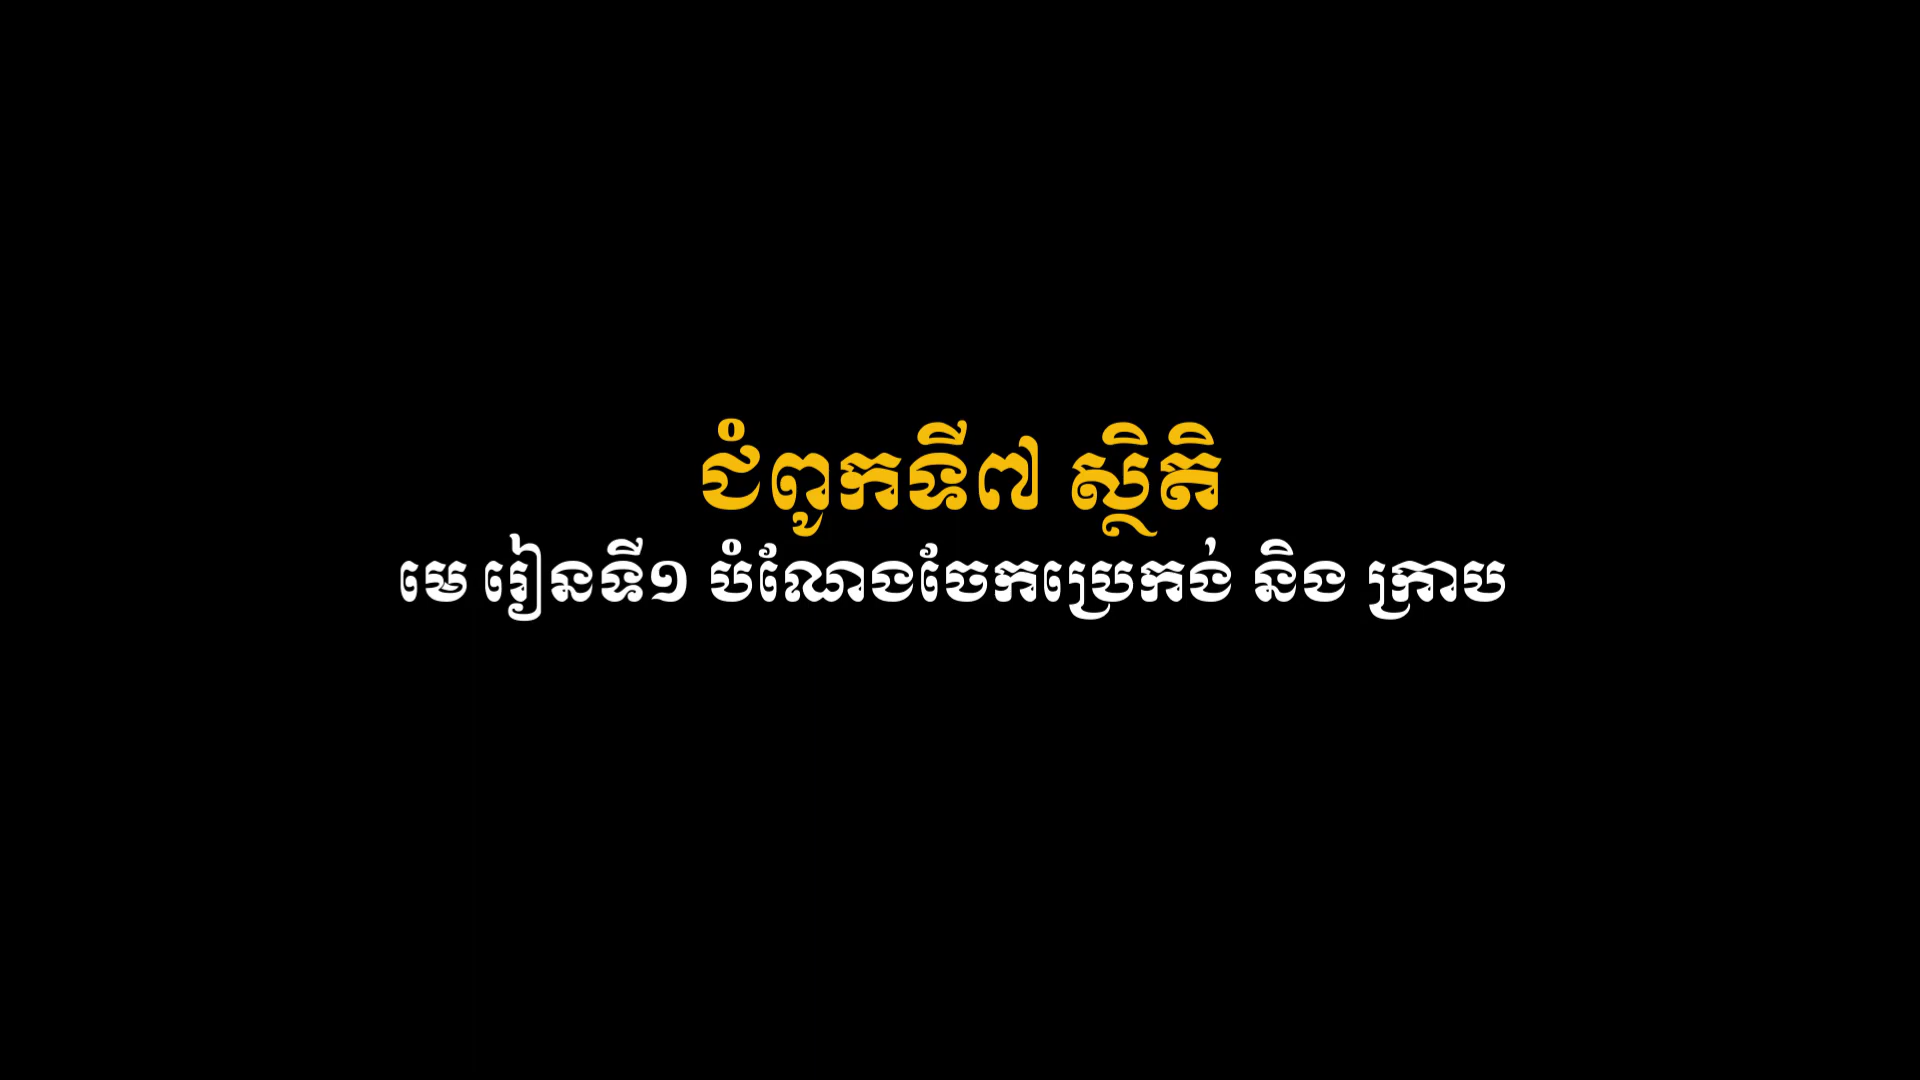 ជំពូកទី៧ ស្ថិតិ
មេរៀនទី១ បំណែងចែកប្រេកង់ និង ក្រាប